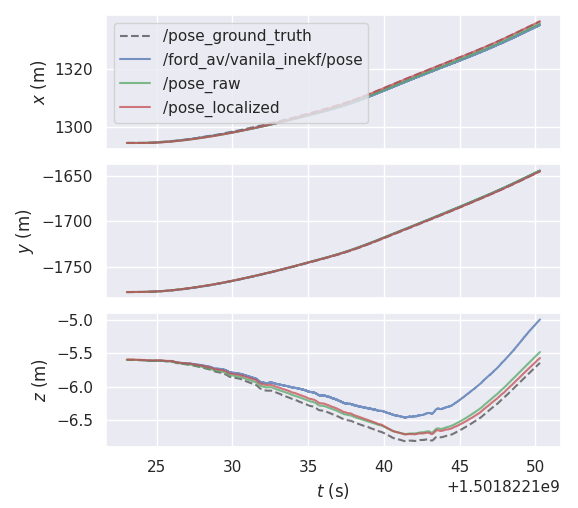 /pose_ground_truth
/ford_av/vanila_inekf/pose
/pose_raw
/pose_localized
x (m)
1320
1300
y (m)
−1650
−1700
−1750
z (m)
−5.0
−5.5
−6.0
−6.5
25 30 35 40 45 50
t (s)
+1.5018221e9